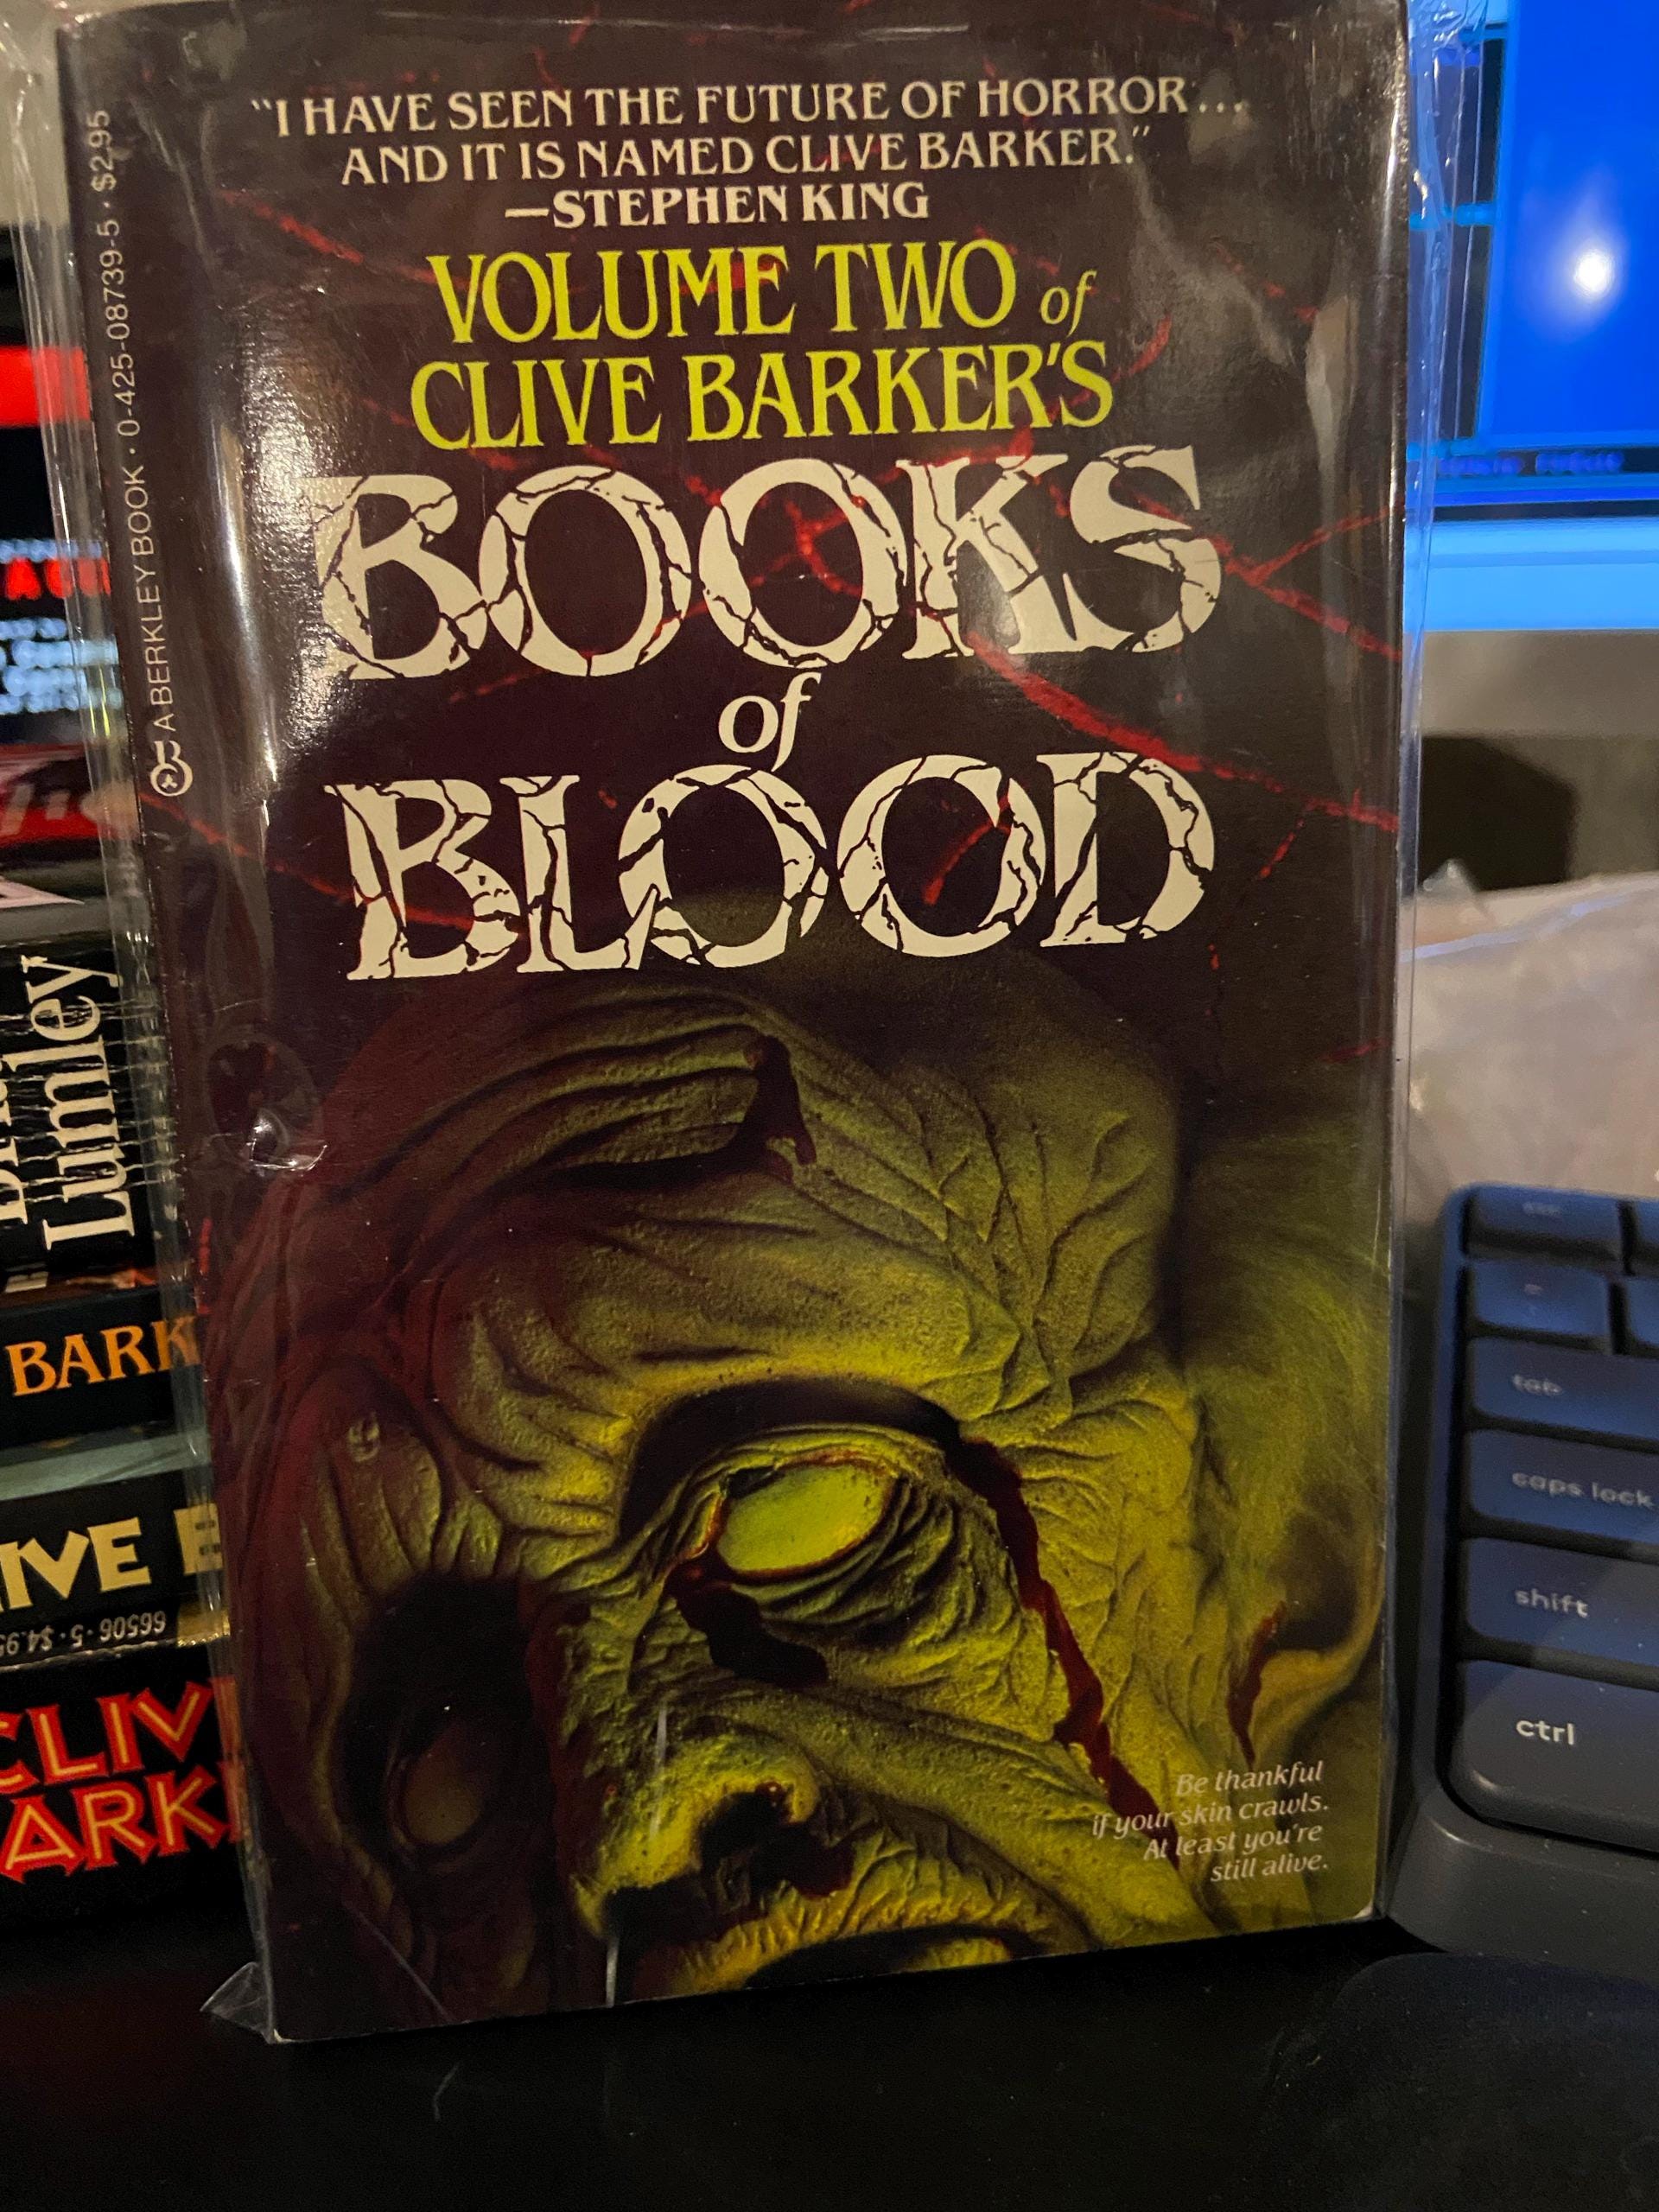 "I HAVE SEEN THE FUTURE OF HORROR...
AND IT IS NAMED CLIVE BARKER."
—STEPHEN KING
VOLUME TWO of
CLIVE BARKER'S
BOOKS
of
BLOOD
Be thankful
if your skin crawls.
At least you're
still alive.
A BERKLEY BOOK • 0-425-08739-5 • $2.95
Lumley
BARK
IVE B
66506 • 5 • $4.95
CLIV
ARK
tab
caps lock
shift
ctrl